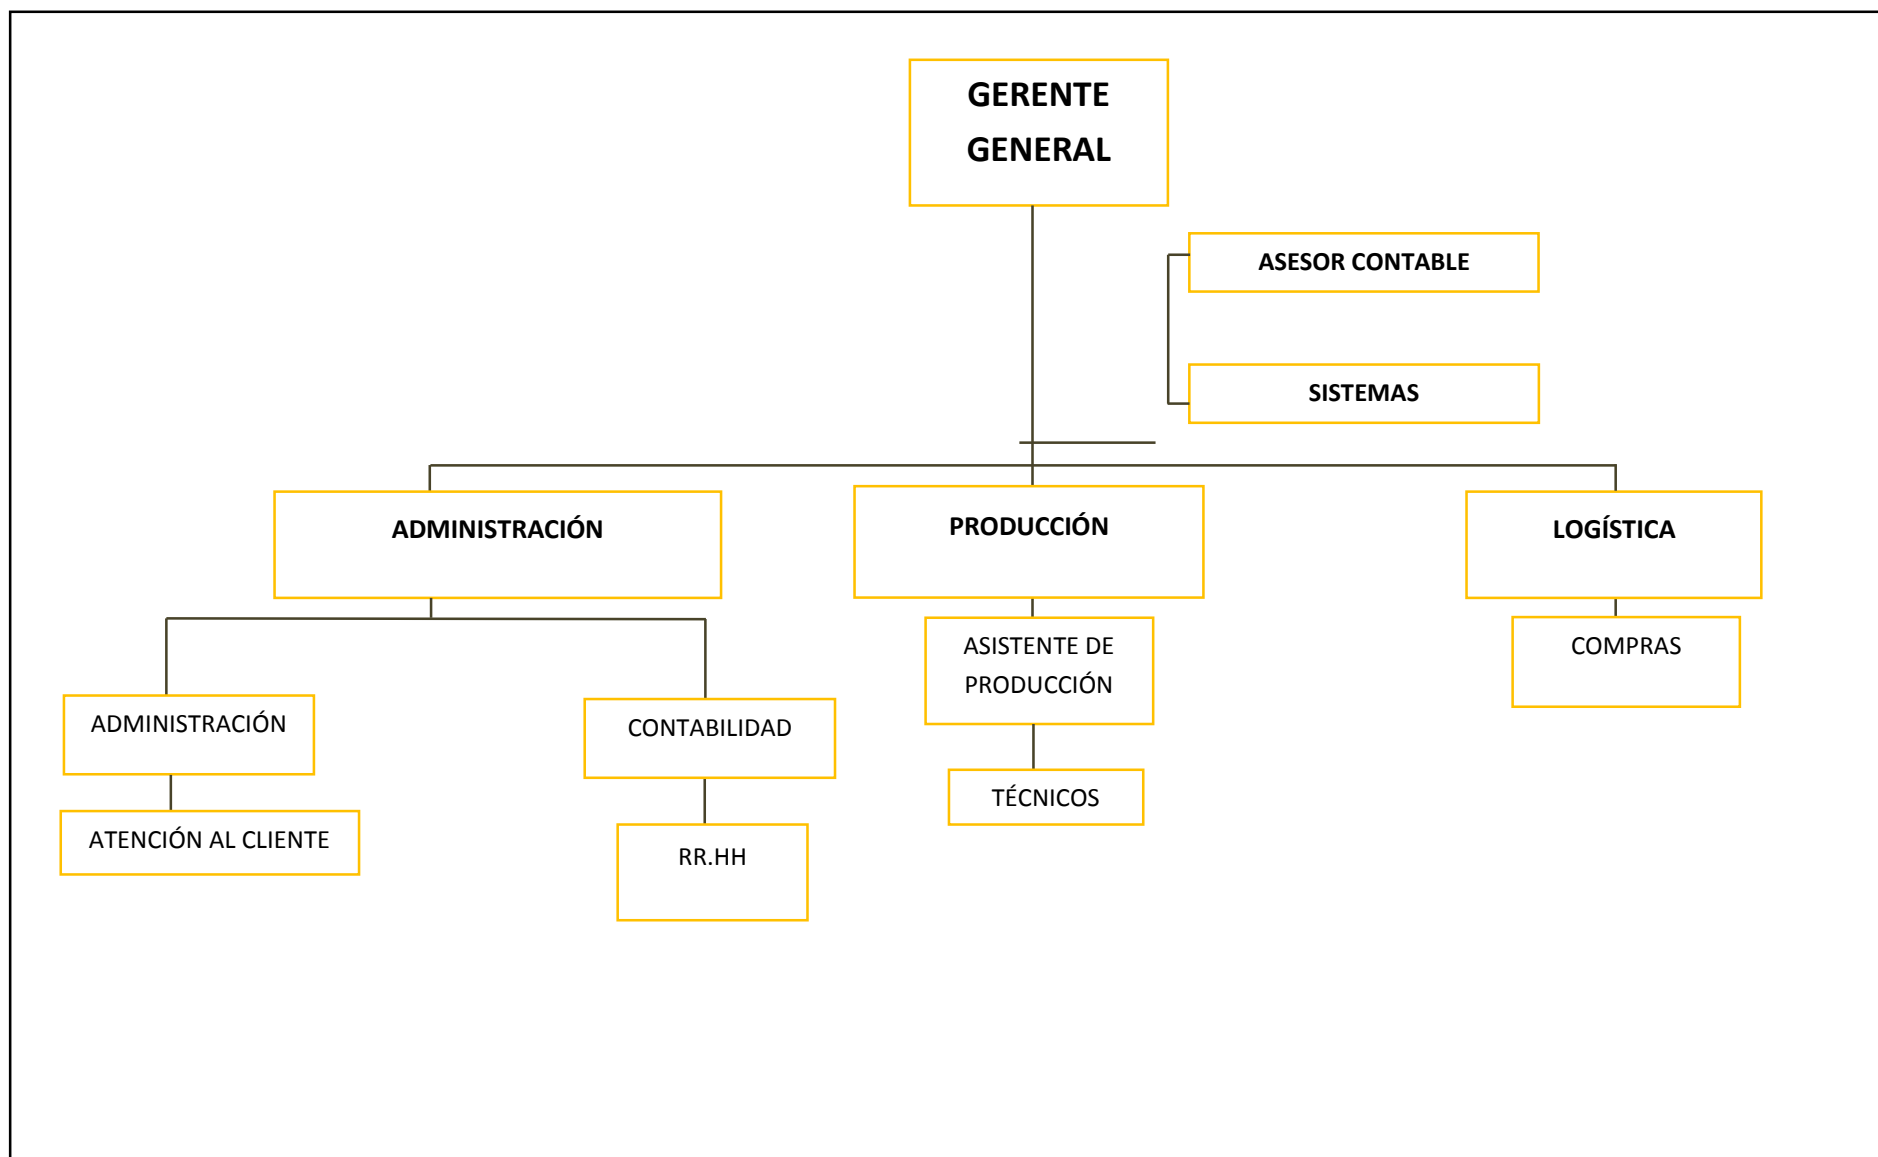 GERENTE
GENERAL
ASESOR CONTABLE
SISTEMAS
ADMINISTRACIÓN
PRODUCCIÓN
LOGÍSTICA
ASISTENTE DE
PRODUCCIÓN
COMPRAS
ADMINISTRACIÓN
CONTABILIDAD
TÉCNICOS
ATENCIÓN AL CLIENTE
RR.HH